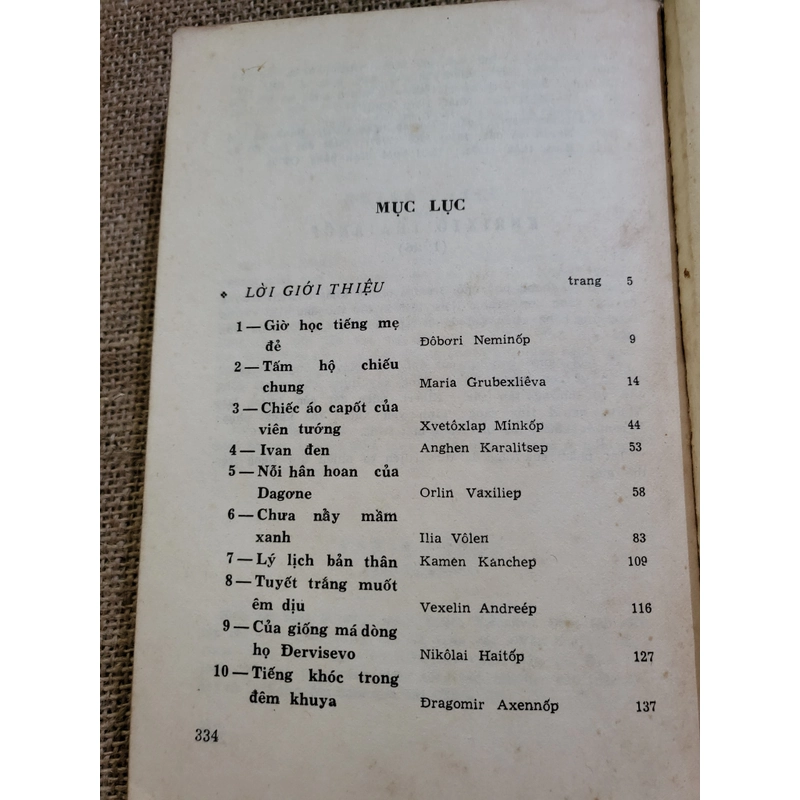 MỤC LỤC
❖ LỜI GIỚI THIỆU trang 5
1 — Giờ học tiếng mẹ
đẻ Đôbơri Neminốp 9
2 — Tấm hộ chiếu
chung Maria Grubexliêva 14
3 — Chiếc áo capốt của
viên tướng Xvetôxlap Minkốp 44
4 — Ivan đen Anghen Karalitsep 53
5 — Nỗi hân hoan của
Dagơne Orlin Vaxíliep 58
6 — Chưa nầy mầm
xanh Ilia Vôlen 83
7 — Lý lịch bản thân Kamen Kanchep 109
8 — Tuyết trắng muốt
êm dịu Vexelin Andreép 116
9 — Của giống má dòng
họ Đervisevo Nikôlai Haitốp 127
10 — Tiếng khóc trong
đêm khuya Đragomir Axennốp 137
334